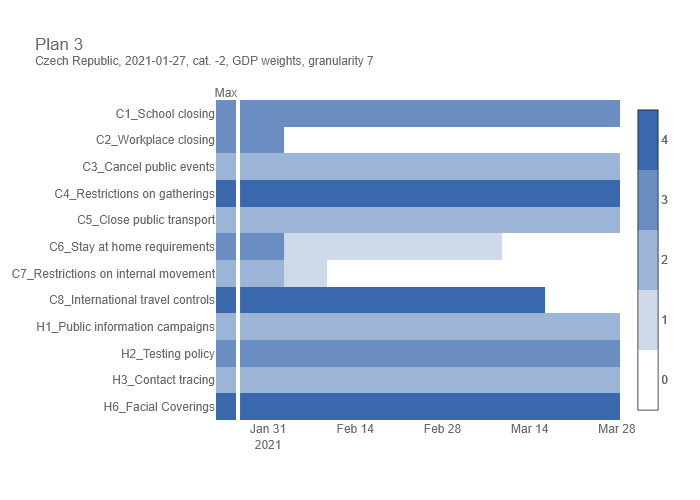 Plan 3
Czech Republic, 2021-01-27, cat. -2, GDP weights, granularity 7
Max
C1_School closing
C2_Workplace closing
C3_Cancel public events
C4_Restrictions on gatherings
C5_Close public transport
C6_Stay at home requirements
C7_Restrictions on internal movement
C8_International travel controls
H1_Public information campaigns
H2_Testing policy
H3_Contact tracing
H6_Facial Coverings
Jan 31 Feb 14 Feb 28 Mar 14 Mar 28
2021
4
3
2
1
0